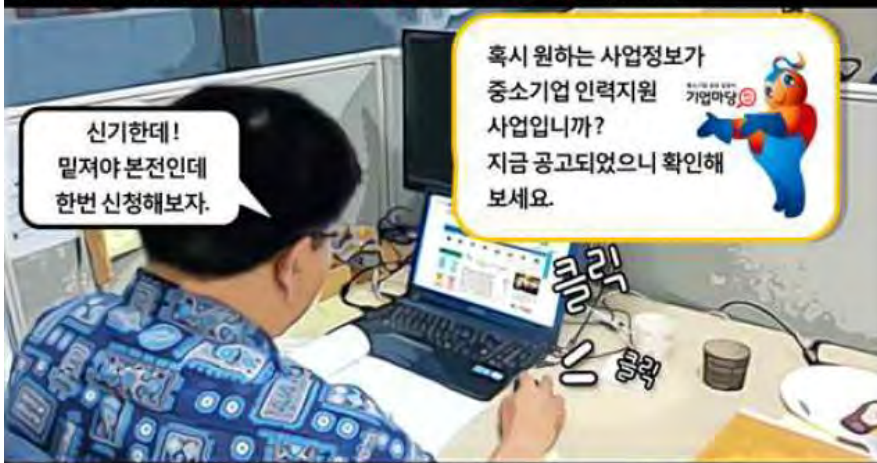 신기한데!
밑져야 본전인데
한번 신청해보자.
혹시 원하는 사업정보가
중소기업 인력지원
사업입니까?
지금 공고되었으니 확인해
보세요.
기업마당
클릭
클릭